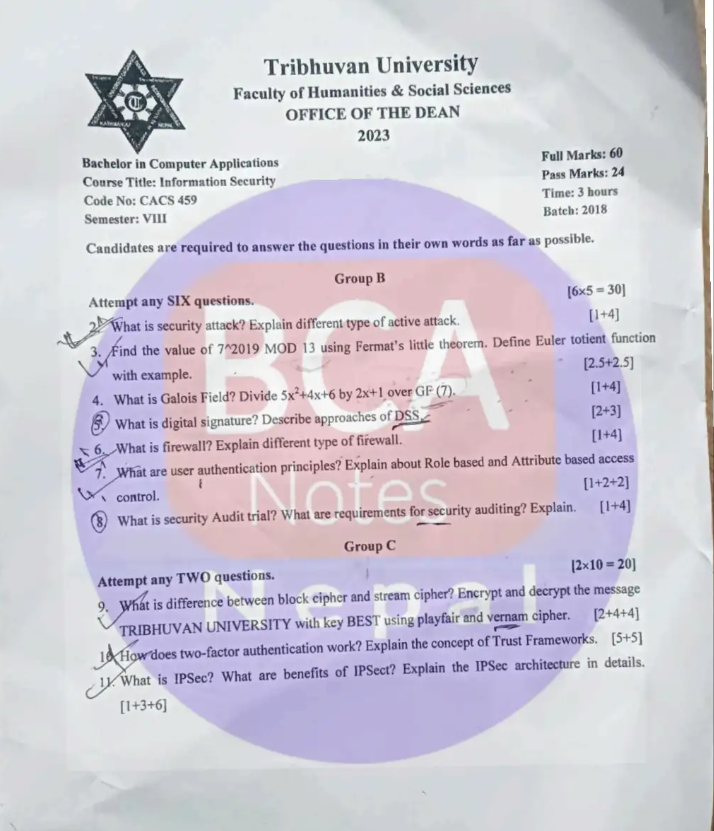 Tribhuvan University
Faculty of Humanities & Social Sciences
OFFICE OF THE DEAN
2023
Bachelor in Computer Applications
Course Title: Information Security
Code No: CACS 459
Semester: VIII
Full Marks: 60
Pass Marks: 24
Time: 3 hours
Batch: 2018
Candidates are required to answer the questions in their own words as far as possible.
Group B
Attempt any SIX questions. [6×5 = 30]
2. What is security attack? Explain different type of active attack. [1+4]
3. Find the value of 7^2019 MOD 13 using Fermat's little theorem. Define Euler totient function
with example. [2.5+2.5]
4. What is Galois Field? Divide 5x²+4x+6 by 2x+1 over GF (7). [1+4]
5. What is digital signature? Describe approaches of DSS. [2+3]
6. What is firewall? Explain different type of firewall. [1+4]
7. What are user authentication principles? Explain about Role based and Attribute based access
control. [1+2+2]
8. What is security Audit trial? What are requirements for security auditing? Explain. [1+4]
Group C
Attempt any TWO questions. [2×10 = 20]
9. What is difference between block cipher and stream cipher? Encrypt and decrypt the message
TRIBHUVAN UNIVERSITY with key BEST using playfair and vernam cipher. [2+4+4]
10. How does two-factor authentication work? Explain the concept of Trust Frameworks. [5+5]
11. What is IPSec? What are benefits of IPSect? Explain the IPSec architecture in details.
[1+3+6]
BCA
Notes
Nepal